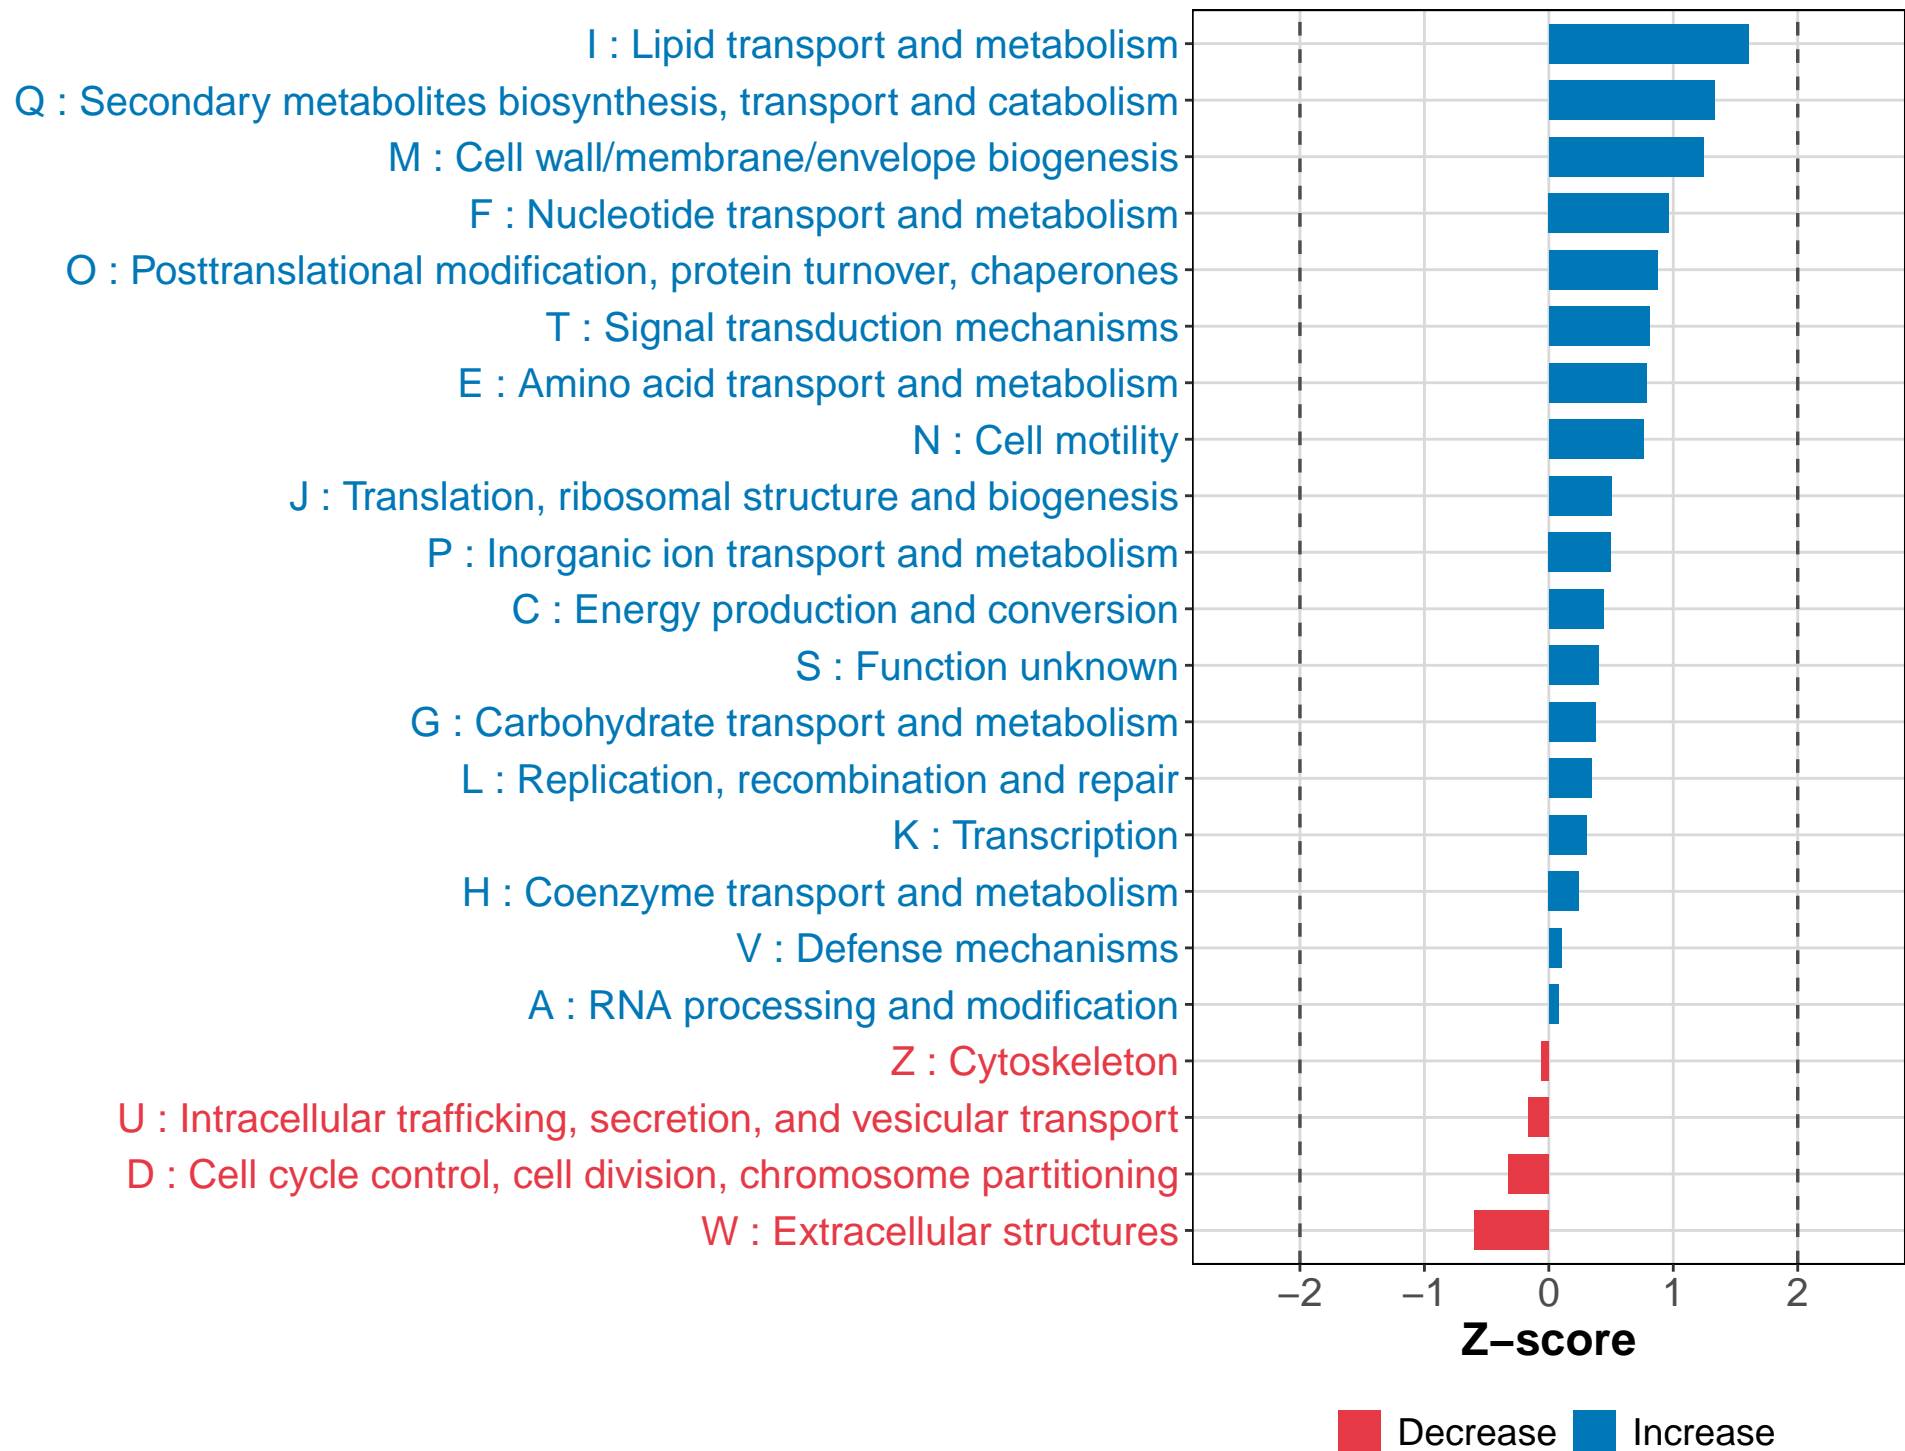 I : Lipid transport and metabolism
Q : Secondary metabolites biosynthesis, transport and catabolism
M : Cell wall/membrane/envelope biogenesis
F : Nucleotide transport and metabolism
O : Posttranslational modification, protein turnover, chaperones
T : Signal transduction mechanisms
E : Amino acid transport and metabolism
N : Cell motility
J : Translation, ribosomal structure and biogenesis
P : Inorganic ion transport and metabolism
C : Energy production and conversion
S : Function unknown
G : Carbohydrate transport and metabolism
L : Replication, recombination and repair
K : Transcription
H : Coenzyme transport and metabolism
V : Defense mechanisms
A : RNA processing and modification
Z : Cytoskeleton
U : Intracellular trafficking, secretion, and vesicular transport
D : Cell cycle control, cell division, chromosome partitioning
W : Extracellular structures
−2 −1 0 1 2
Z−score
Decrease Increase